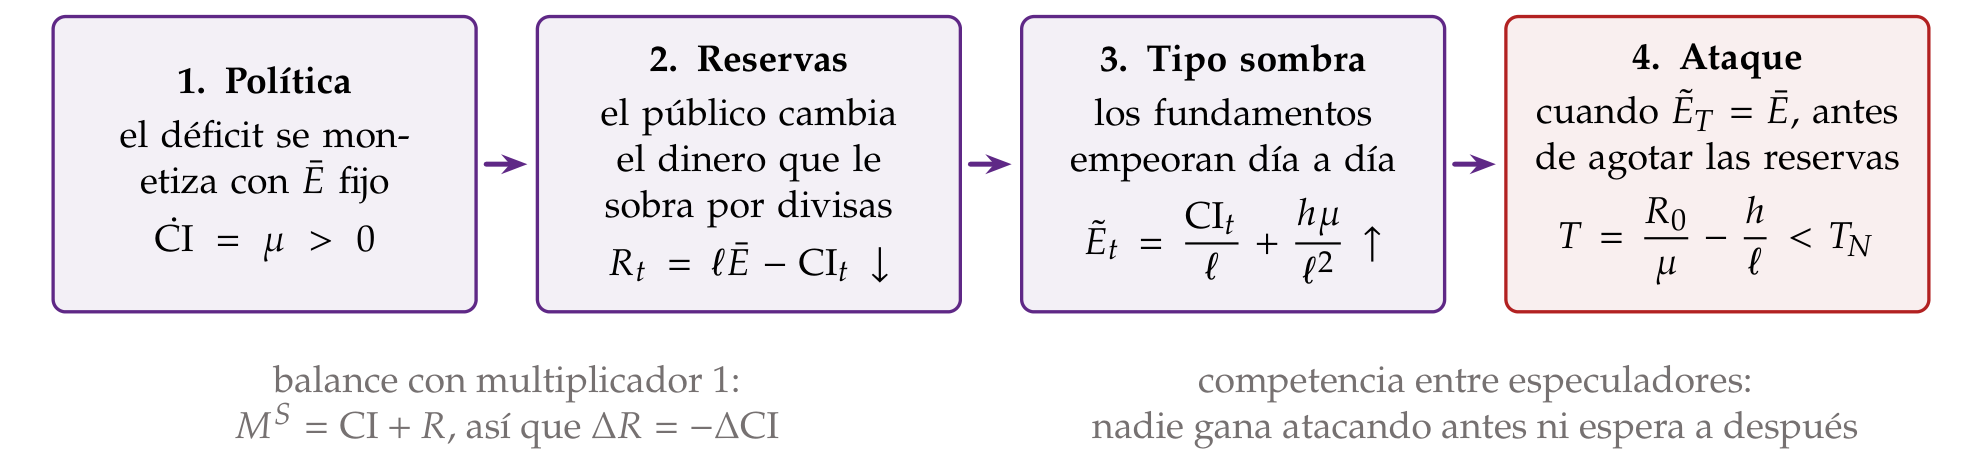 1. Política
el déficit se mon-
etiza con Ē fijo
ĊI = μ > 0
2. Reservas
el público cambia
el dinero que le
sobra por divisas
R_t = ℓĒ − CI_t ↓
3. Tipo sombra
los fundamentos
empeoran día a día
Ẽ_t = CI_t/ℓ + hμ/ℓ² ↑
4. Ataque
cuando Ẽ_T = Ē, antes
de agotar las reservas
T = R_0/μ − h/ℓ < T_N
balance con multiplicador 1:
M^S = CI + R, así que ΔR = −ΔCI
competencia entre especuladores:
nadie gana atacando antes ni espera a después